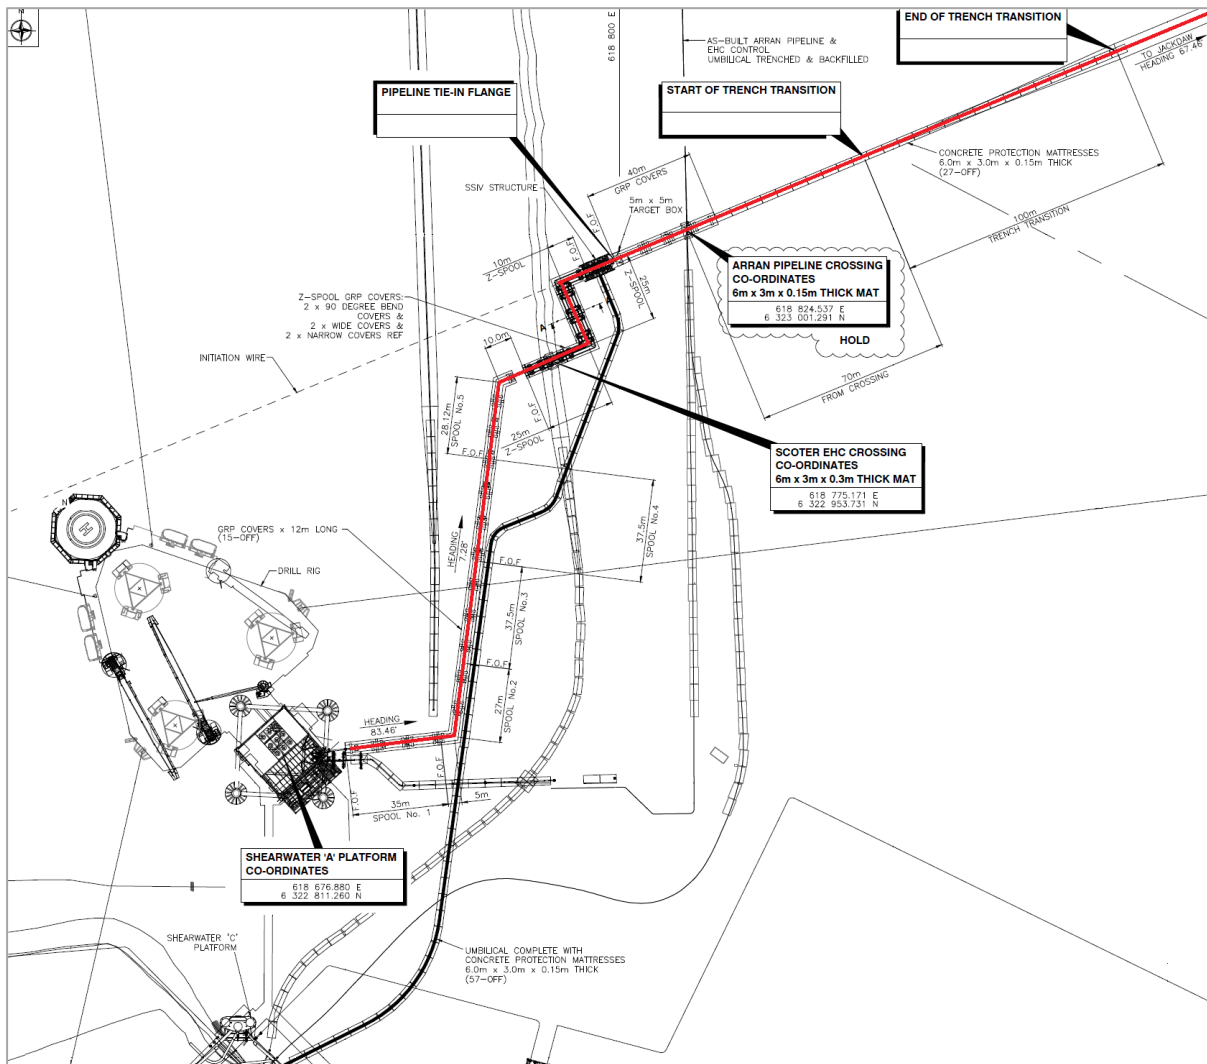 N
618 800 E
AS-BUILT ARRAN PIPELINE &
EHC CONTROL
UMBILICAL TRENCHED & BACKFILLED
END OF TRENCH TRANSITION
TO JACKDAW
HEADING 67.46°
PIPELINE TIE-IN FLANGE
START OF TRENCH TRANSITION
CONCRETE PROTECTION MATTRESSES
6.0m x 3.0m x 0.15m THICK
(27-OFF)
40m
GRP COVERS
SSIV STRUCTURE
5m x 5m
TARGET BOX
F.O.F
F.O.F
100m
TRENCH TRANSITION
10m
Z-SPOOL
25m
Z-SPOOL
ARRAN PIPELINE CROSSING
CO-ORDINATES
6m x 3m x 0.15m THICK MAT
618 824.537 E
6 323 001.291 N
HOLD
Z-SPOOL GRP COVERS:
2 x 90 DEGREE BEND
COVERS &
2 x WIDE COVERS &
2 x NARROW COVERS REF
A
A
10.0m
INITIATION WIRE
70m
FROM CROSSING
28.12m
SPOOL No.5
F.O.F
25m
Z-SPOOL
F.O.F
SCOTER EHC CROSSING
CO-ORDINATES
6m x 3m x 0.3m THICK MAT
618 775.171 E
6 322 953.731 N
N
H
GRP COVERS x 12m LONG
(15-OFF)
HEADING
7.28°
37.5m
SPOOL No.4
F.O.F
DRILL RIG
37.5m
SPOOL No.3
F.O.F
27m
SPOOL No.2
HEADING
83.46°
F.O.F
F.O.F
35m
SPOOL No. 1
5m
SHEARWATER 'A' PLATFORM
CO-ORDINATES
618 676.880 E
6 322 811.260 N
SHEARWATER 'C'
PLATFORM
UMBILICAL COMPLETE WITH
CONCRETE PROTECTION MATTRESSES
6.0m x 3.0m x 0.15m THICK
(57-OFF)